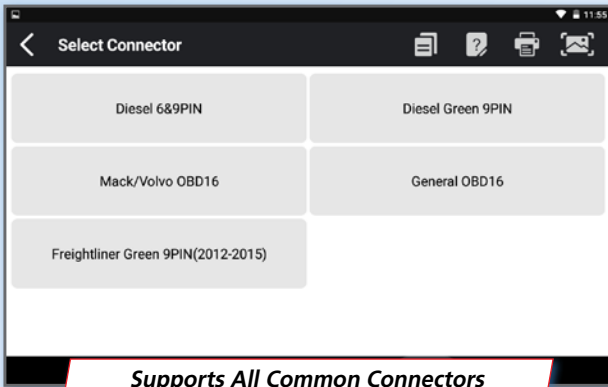 11:55
Select Connector
Diesel 6&9PIN
Diesel Green 9PIN
Mack/Volvo OBD16
General OBD16
Freightliner Green 9PIN(2012-2015)
Supports All Common Connectors